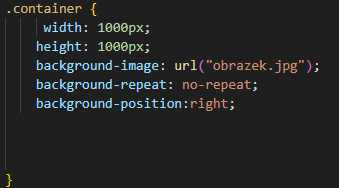 .container {
width: 1000px;
height: 1000px;
background-image: url("obrazek.jpg");
background-repeat: no-repeat;
background-position:right;
}